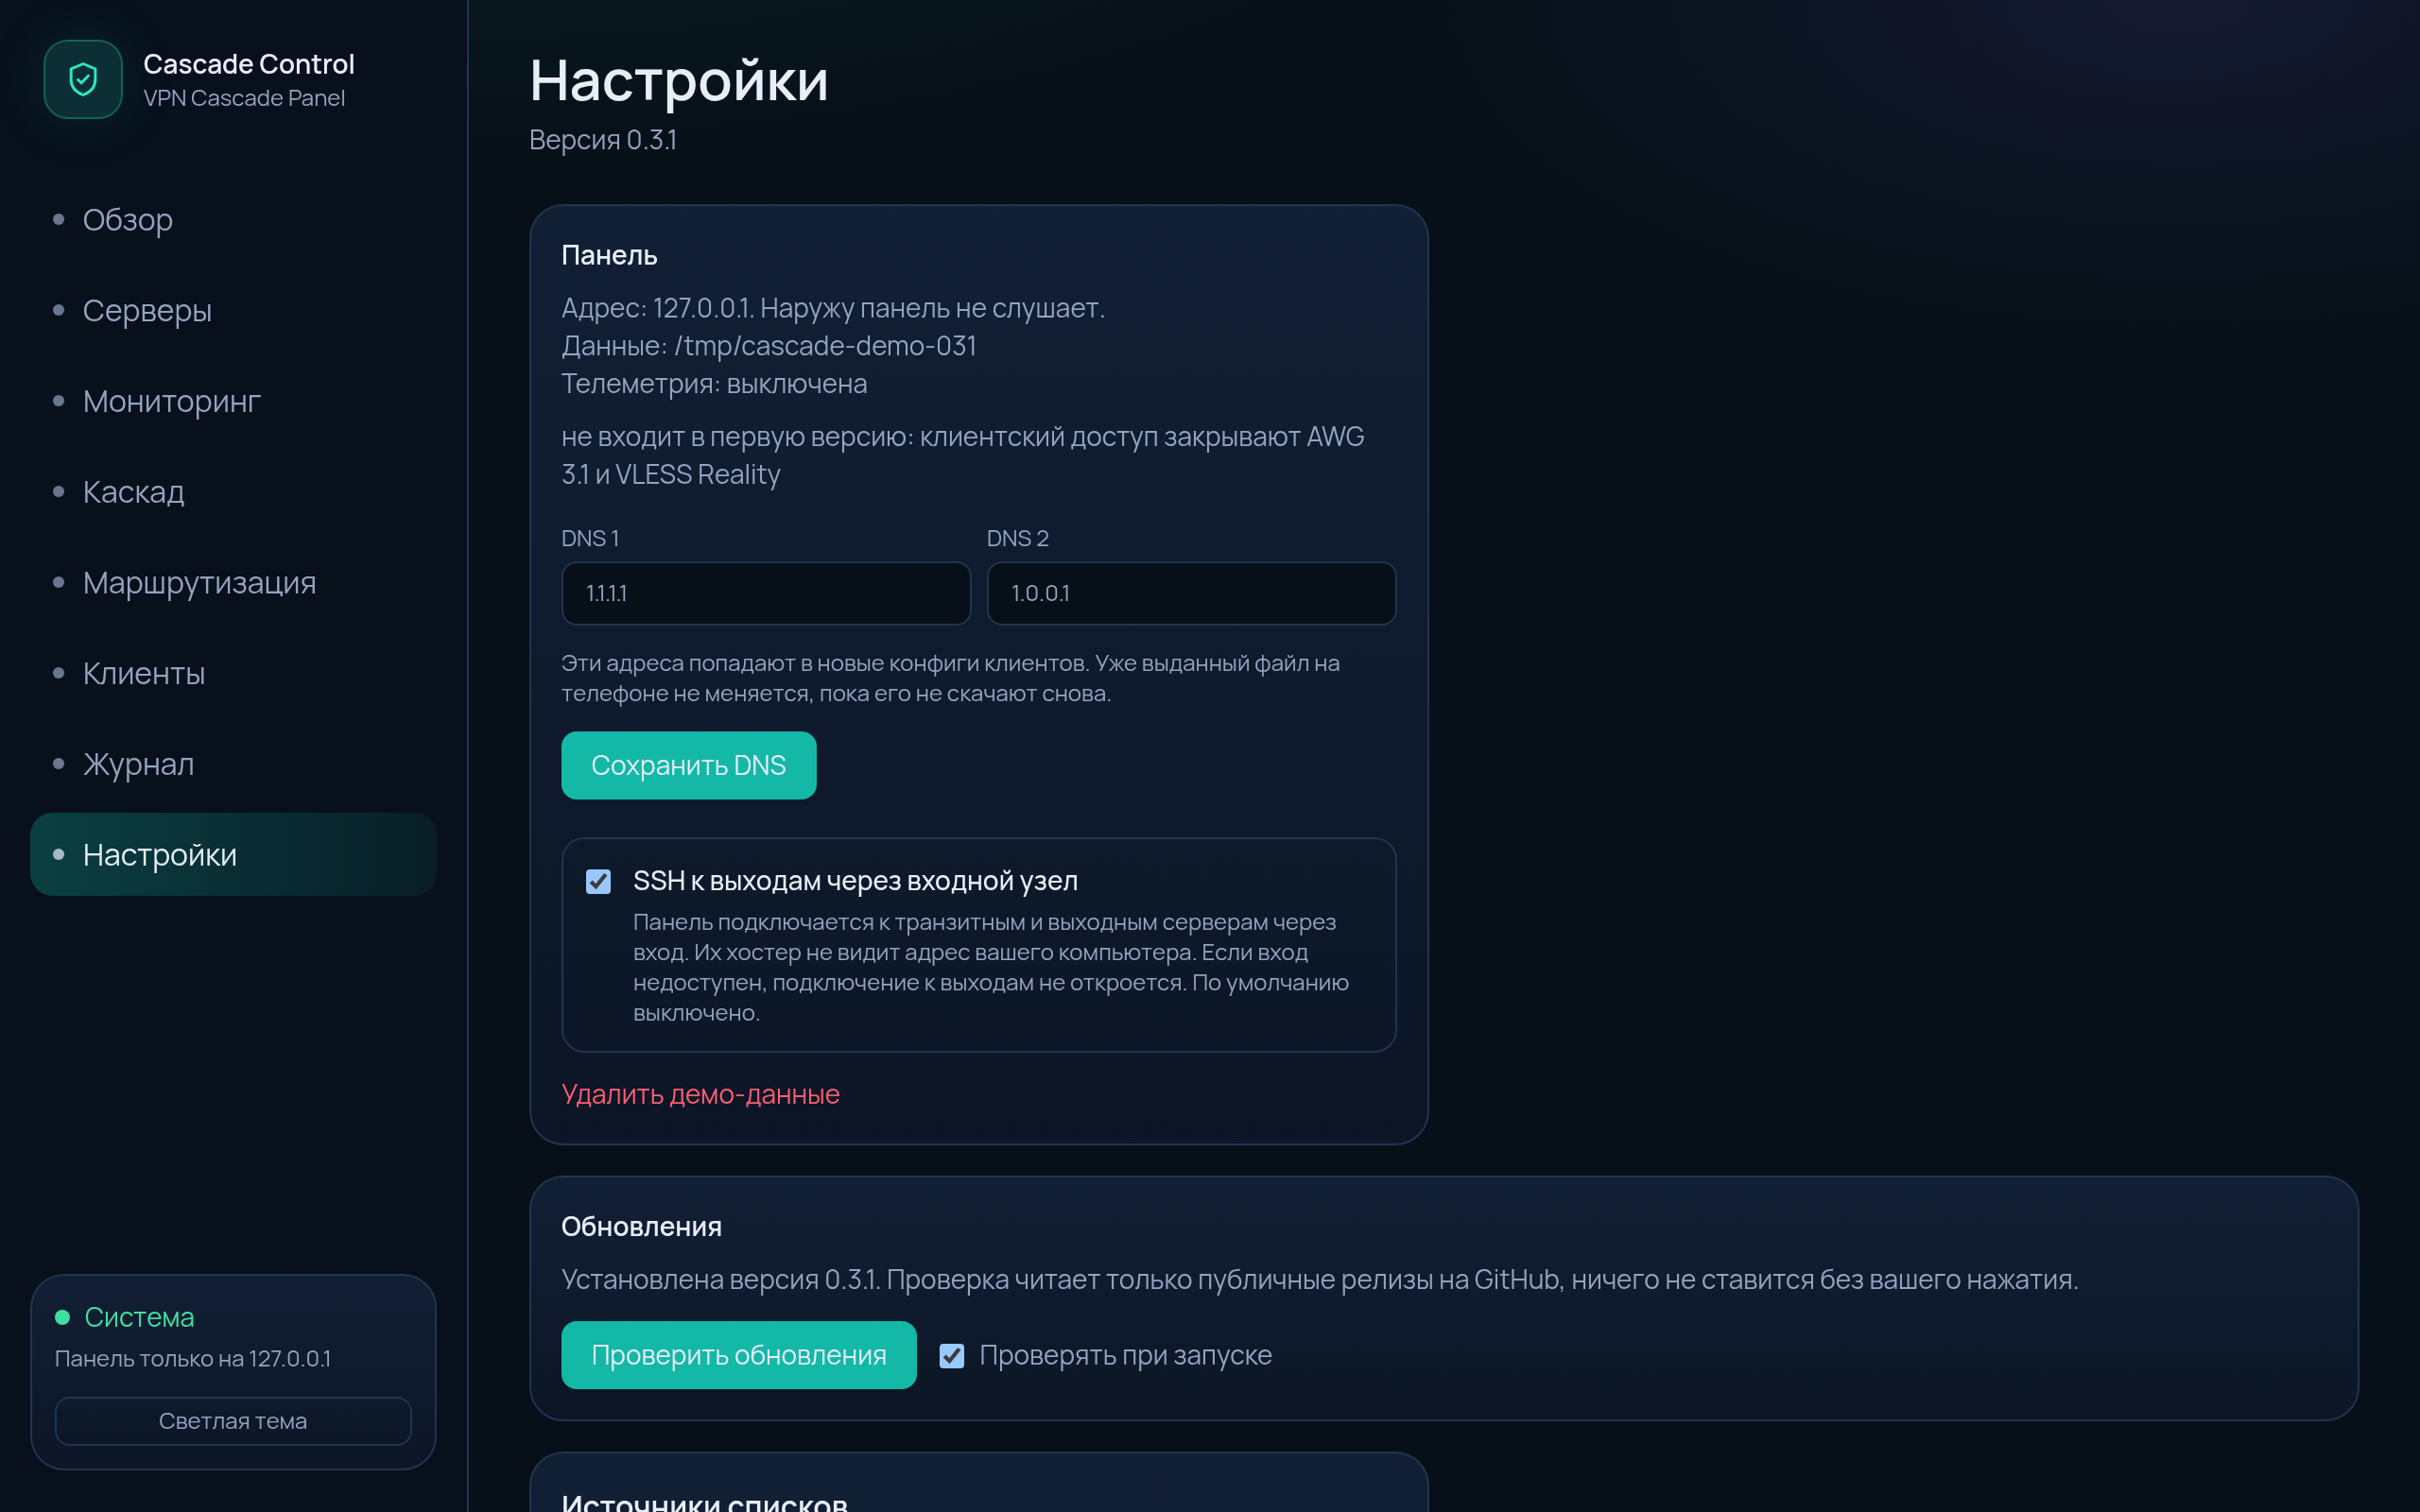 Cascade Control
VPN Cascade Panel
Обзор
Серверы
Мониторинг
Каскад
Маршрутизация
Клиенты
Журнал
Настройки
Система
Панель только на 127.0.0.1
Светлая тема
Настройки
Версия 0.3.1
Панель
Адрес: 127.0.0.1. Наружу панель не слушает.
Данные: /tmp/cascade-demo-031
Телеметрия: выключена
не входит в первую версию: клиентский доступ закрывают AWG
3.1 и VLESS Reality
DNS 1
DNS 2
1.1.1.1
1.0.0.1
Эти адреса попадают в новые конфиги клиентов. Уже выданный файл на
телефоне не меняется, пока его не скачают снова.
Сохранить DNS
SSH к выходам через входной узел
Панель подключается к транзитным и выходным серверам через
вход. Их хостер не видит адрес вашего компьютера. Если вход
недоступен, подключение к выходам не откроется. По умолчанию
выключено.
Удалить демо-данные
Обновления
Установлена версия 0.3.1. Проверка читает только публичные релизы на GitHub, ничего не ставится без вашего нажатия.
Проверить обновления
Проверять при запуске
Источники списков